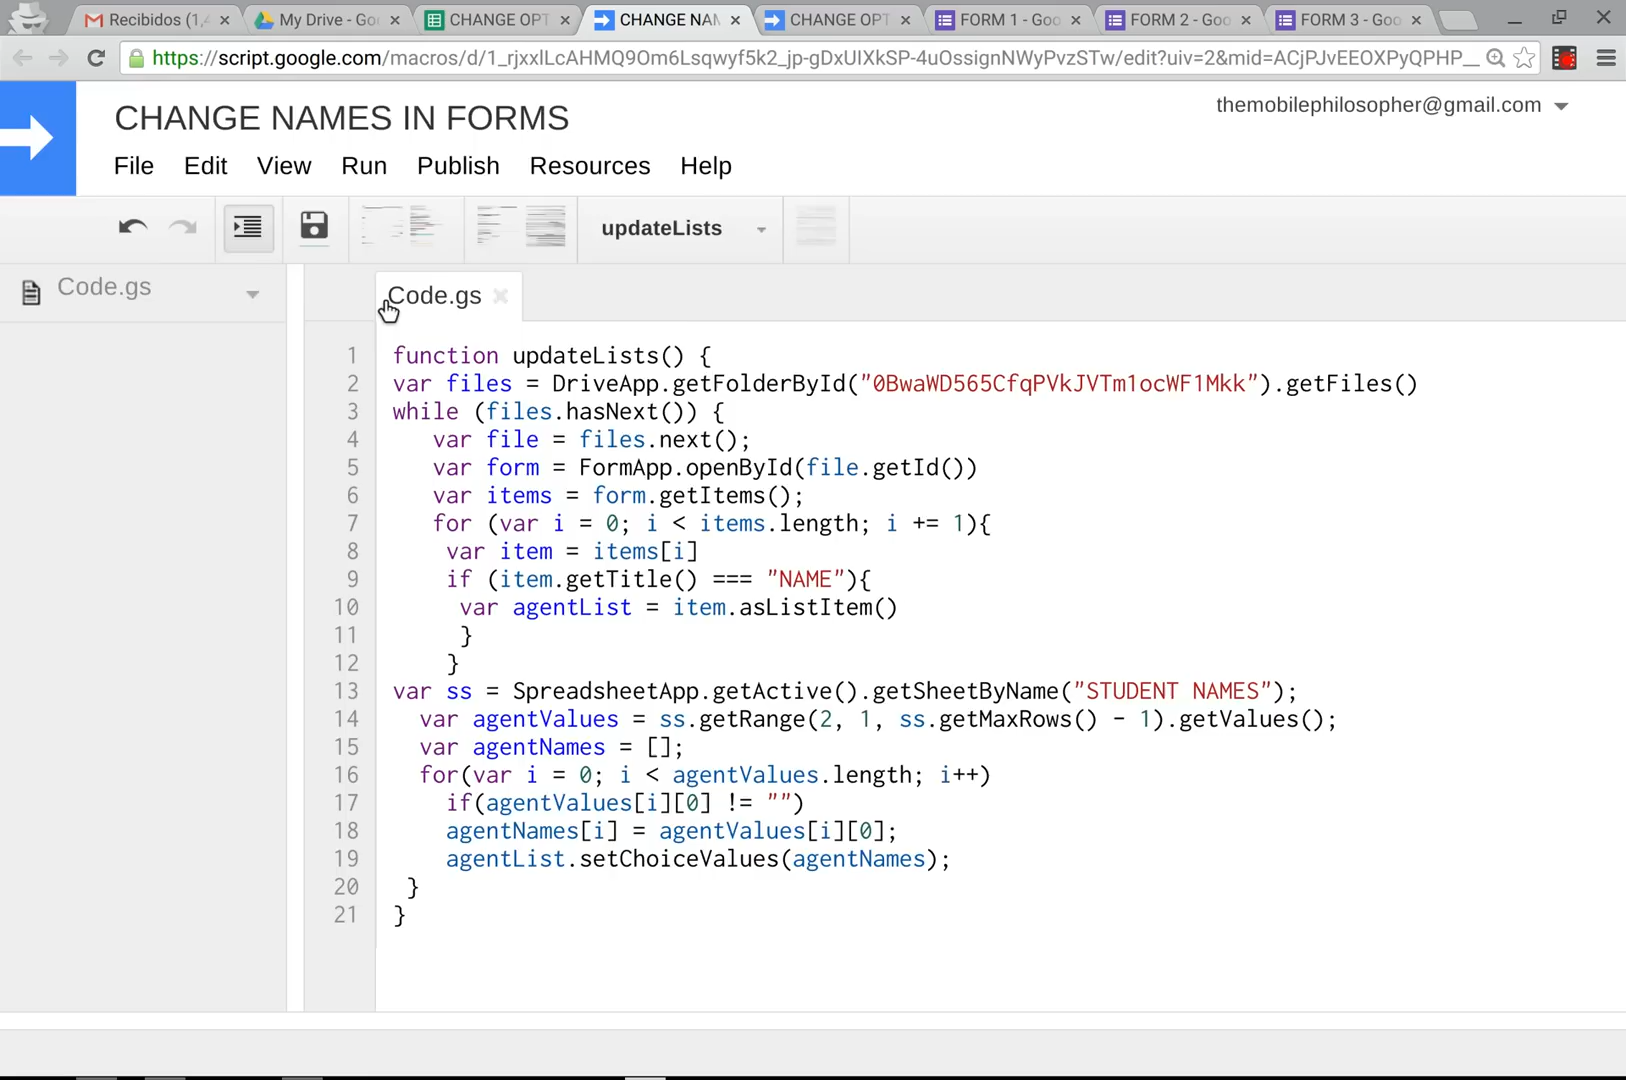 Recibidos (1,4
My Drive - Goo
CHANGE OPT
CHANGE NAM
CHANGE OPT
FORM 1 - Goo
FORM 2 - Goo
FORM 3 - Goo
https://script.google.com/macros/d/1_rjxxlLcAHMQ9Om6Lsqwyf5k2_jp-gDxUIXkSP-4uOssignNWyPvzSTw/edit?uiv=2&mid=ACjPJvEEOXPyQPHP__
CHANGE NAMES IN FORMS
themobilephilosopher@gmail.com
File Edit View Run Publish Resources Help
updateLists
Code.gs
Code.gs
1 function updateLists() {
2 var files = DriveApp.getFolderById("0BwaWD565CfqPVkJVTm1ocWF1Mkk").getFiles()
3 while (files.hasNext()) {
4 var file = files.next();
5 var form = FormApp.openById(file.getId())
6 var items = form.getItems();
7 for (var i = 0; i < items.length; i += 1){
8 var item = items[i]
9 if (item.getTitle() === "NAME"){
10 var agentList = item.asListItem()
11 }
12 }
13 var ss = SpreadsheetApp.getActive().getSheetByName("STUDENT NAMES");
14 var agentValues = ss.getRange(2, 1, ss.getMaxRows() - 1).getValues();
15 var agentNames = [];
16 for(var i = 0; i < agentValues.length; i++)
17 if(agentValues[i][0] != "")
18 agentNames[i] = agentValues[i][0];
19 agentList.setChoiceValues(agentNames);
20 }
21 }